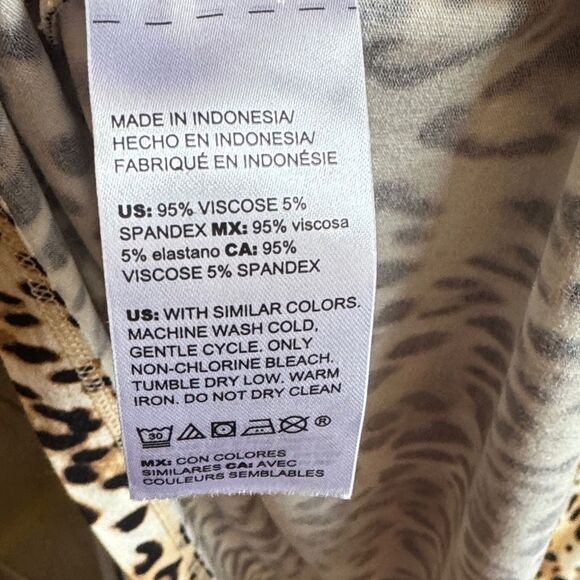 MADE IN INDONESIA/
HECHO EN INDONESIA/
FABRIQUÉ EN INDONÉSIE
US: 95% VISCOSE 5%
SPANDEX MX: 95% viscosa
5% elastano CA: 95%
VISCOSE 5% SPANDEX
US: WITH SIMILAR COLORS.
MACHINE WASH COLD,
GENTLE CYCLE. ONLY
NON-CHLORINE BLEACH.
TUMBLE DRY LOW. WARM
IRON. DO NOT DRY CLEAN
30 ®
MX: CON COLORES
SIMILARES CA: AVEC
COULEURS SEMBLABLES